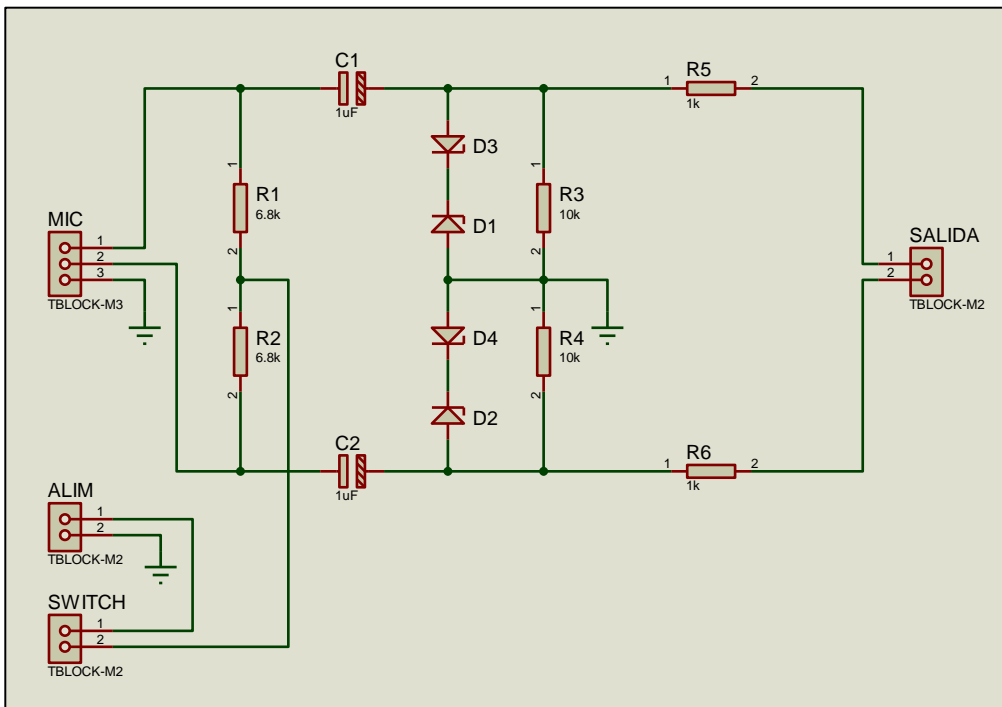 C1
1uF
R5
1
2
1k
D3
1
R1
6.8k
2
1
R3
10k
2
D1
MIC
1
2
3
TBLOCK-M3
SALIDA
1
2
TBLOCK-M2
1
R2
6.8k
2
D4
1
R4
10k
2
D2
C2
1uF
R6
1
2
1k
ALIM
1
2
TBLOCK-M2
SWITCH
1
2
TBLOCK-M2